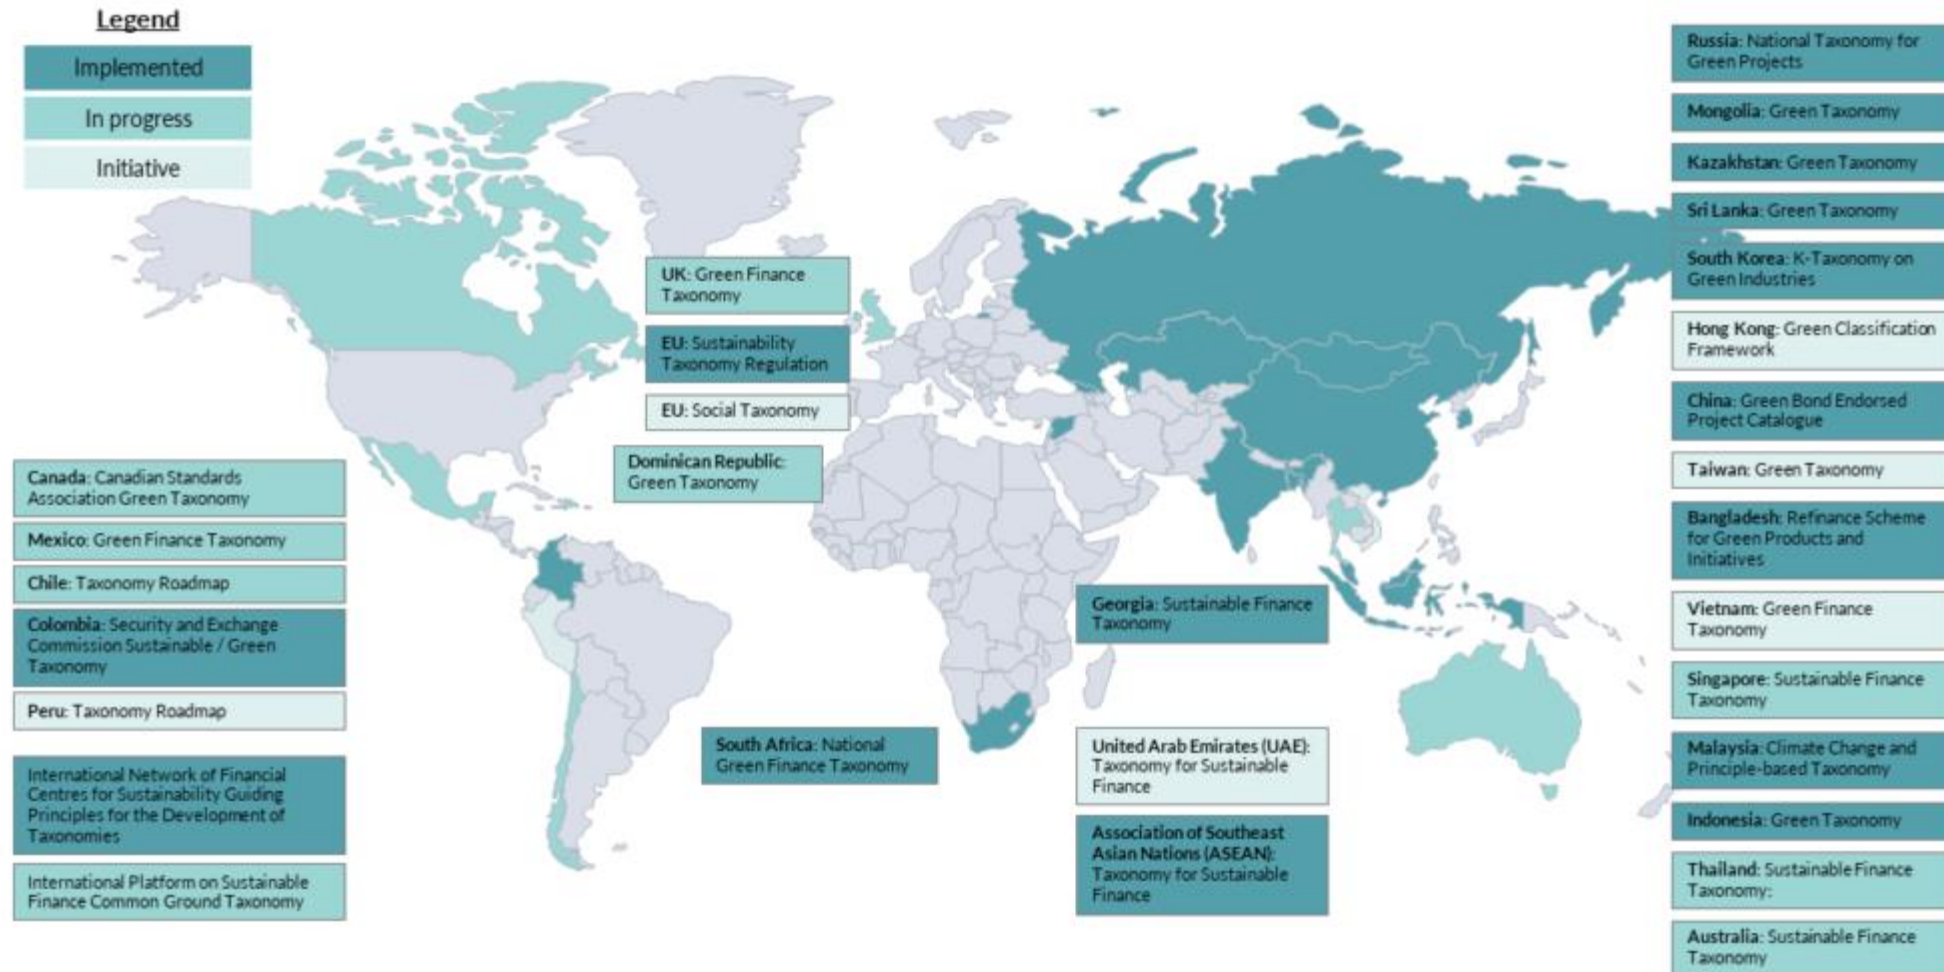 Legend
Implemented
In progress
Initiative
UK: Green Finance
Taxonomy
EU: Sustainability
Taxonomy Regulation
EU: Social Taxonomy
Dominican Republic:
Green Taxonomy
Canada: Canadian Standards
Association Green Taxonomy
Mexico: Green Finance Taxonomy
Chile: Taxonomy Roadmap
Colombia: Security and Exchange
Commission Sustainable / Green
Taxonomy
Peru: Taxonomy Roadmap
International Network of Financial
Centres for Sustainability Guiding
Principles for the Development of
Taxonomies
International Platform on Sustainable
Finance Common Ground Taxonomy
South Africa: National
Green Finance Taxonomy
Georgia: Sustainable Finance
Taxonomy
United Arab Emirates (UAE):
Taxonomy for Sustainable
Finance
Association of Southeast
Asian Nations (ASEAN):
Taxonomy for Sustainable
Finance
Russia: National Taxonomy for
Green Projects
Mongolia: Green Taxonomy
Kazakhstan: Green Taxonomy
Sri Lanka: Green Taxonomy
South Korea: K-Taxonomy on
Green Industries
Hong Kong: Green Classification
Framework
China: Green Bond Endorsed
Project Catalogue
Taiwan: Green Taxonomy
Bangladesh: Refinance Scheme
for Green Products and
Initiatives
Vietnam: Green Finance
Taxonomy
Singapore: Sustainable Finance
Taxonomy
Malaysia: Climate Change and
Principle-based Taxonomy
Indonesia: Green Taxonomy
Thailand: Sustainable Finance
Taxonomy:
Australia: Sustainable Finance
Taxonomy